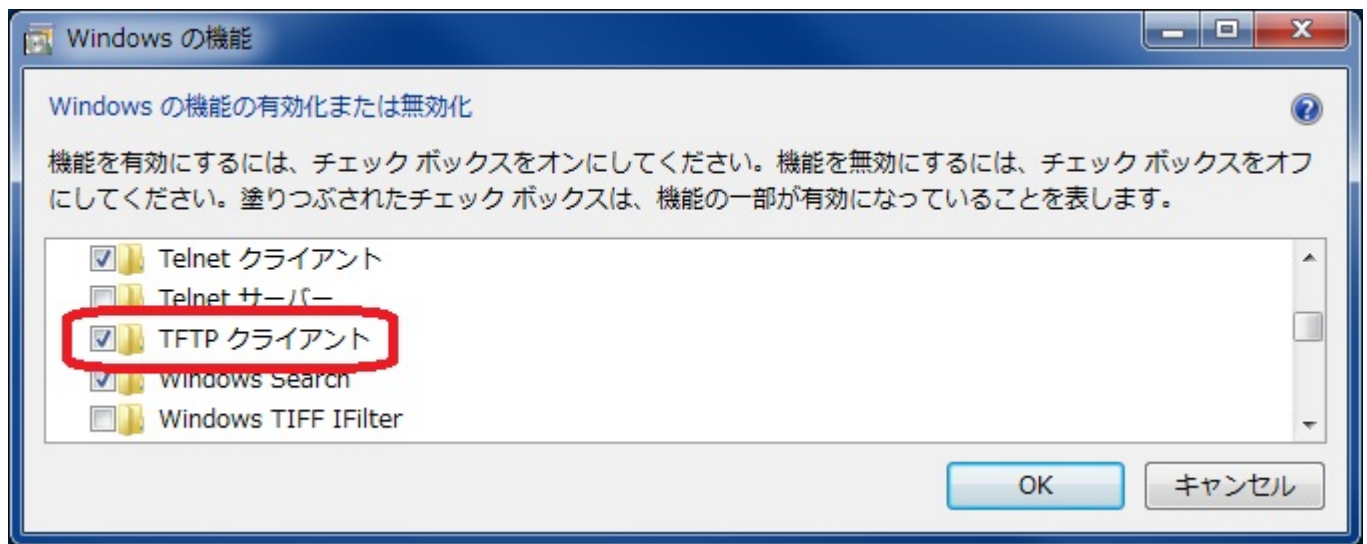 Windows の機能
Windows の機能の有効化または無効化
機能を有効にするには、チェック ボックスをオンにしてください。機能を無効にするには、チェック ボックスをオフ
にしてください。塗りつぶされたチェック ボックスは、機能の一部が有効になっていることを表します。
Telnet クライアント
Telnet サーバー
TFTP クライアント
Windows Search
Windows TIFF IFilter
OK
キャンセル